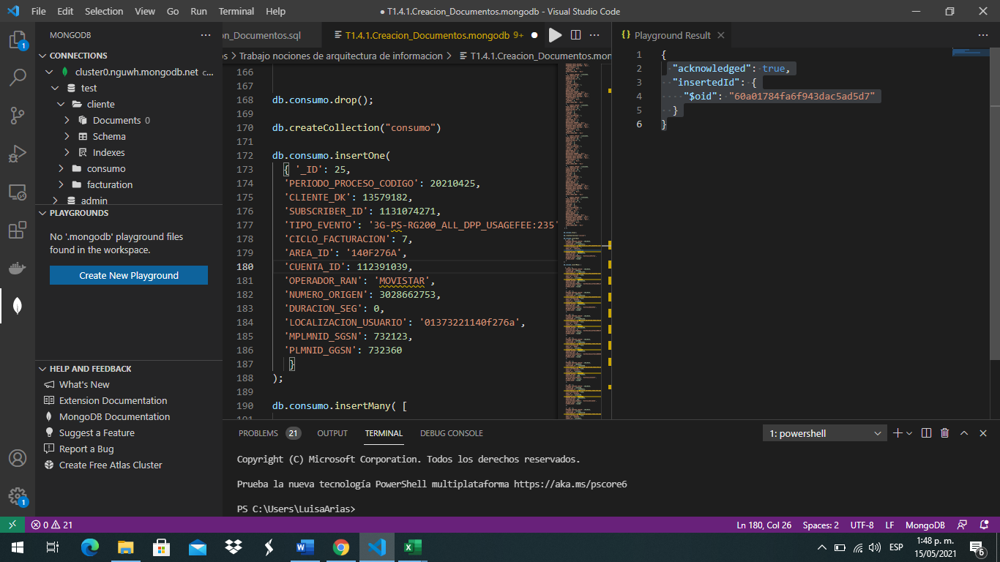 File Edit Selection View Go Run Terminal Help
● T1.4.1.Creacion_Documentos.mongodb - Visual Studio Code
MONGODB
CONNECTIONS
cluster0.nguwh.mongodb.net c...
test
cliente
Documents 0
Schema
Indexes
consumo
facturation
admin
PLAYGROUNDS
No '.mongodb' playground files
found in the workspace.
Create New Playground
HELP AND FEEDBACK
What's New
Extension Documentation
MongoDB Documentation
Suggest a Feature
Report a Bug
Create Free Atlas Cluster
on_Documentos.sql
T1.4.1.Creacion_Documentos.mongodb 9+
os > Trabajo nociones de arquitectura de informacion > T1.4.1.Creacion_Documentos.mon
166
167
168 db.consumo.drop();
169
170 db.createCollection("consumo")
171
172 db.consumo.insertOne(
173 { '_ID': 25,
174 'PERIODO_PROCESO_CODIGO': 20210425,
175 'CLIENTE_DK': 13579182,
176 'SUBSCRIBER_ID': 1131074271,
177 'TIPO_EVENTO': '3G-PS-RG200_ALL_DPP_USAGEFEE:235'
178 'CICLO_FACTURACION': 7,
179 'AREA_ID': '140F276A',
180 'CUENTA_ID': 112391039,
181 'OPERADOR_RAN': 'MOVISTAR',
182 'NUMERO_ORIGEN': 3028662753,
183 'DURACION_SEG': 0,
184 'LOCALIZACION_USUARIO': '01373221140f276a',
185 'MPLMNID_SGSN': 732123,
186 'PLMNID_GGSN': 732360
187 }
188 );
189
190 db.consumo.insertMany( [
191
Playground Result
1 {
2 "acknowledged": true,
3 "insertedId": {
4 "$oid": "60a01784fa6f943dac5ad5d7"
5 }
6 }
PROBLEMS 21 OUTPUT TERMINAL DEBUG CONSOLE
1: powershell
Copyright (C) Microsoft Corporation. Todos los derechos reservados.
Prueba la nueva tecnología PowerShell multiplataforma https://aka.ms/pscore6
PS C:\Users\LuisaArias>
1
1
0 21
Ln 180, Col 26 Spaces: 2 UTF-8 LF MongoDB
ESP
1:48 p. m.
15/05/2021
6